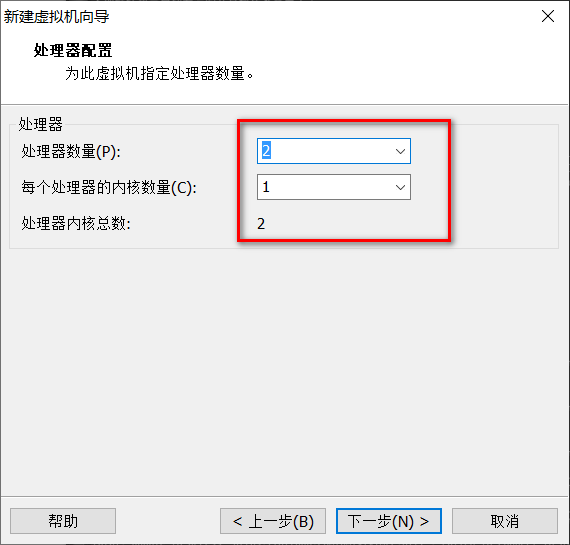 新建虚拟机向导
处理器配置
为此虚拟机指定处理器数量。
处理器
处理器数量(P):
2
每个处理器的内核数量(C):
1
处理器内核总数:
2
帮助
< 上一步(B)
下一步(N) >
取消